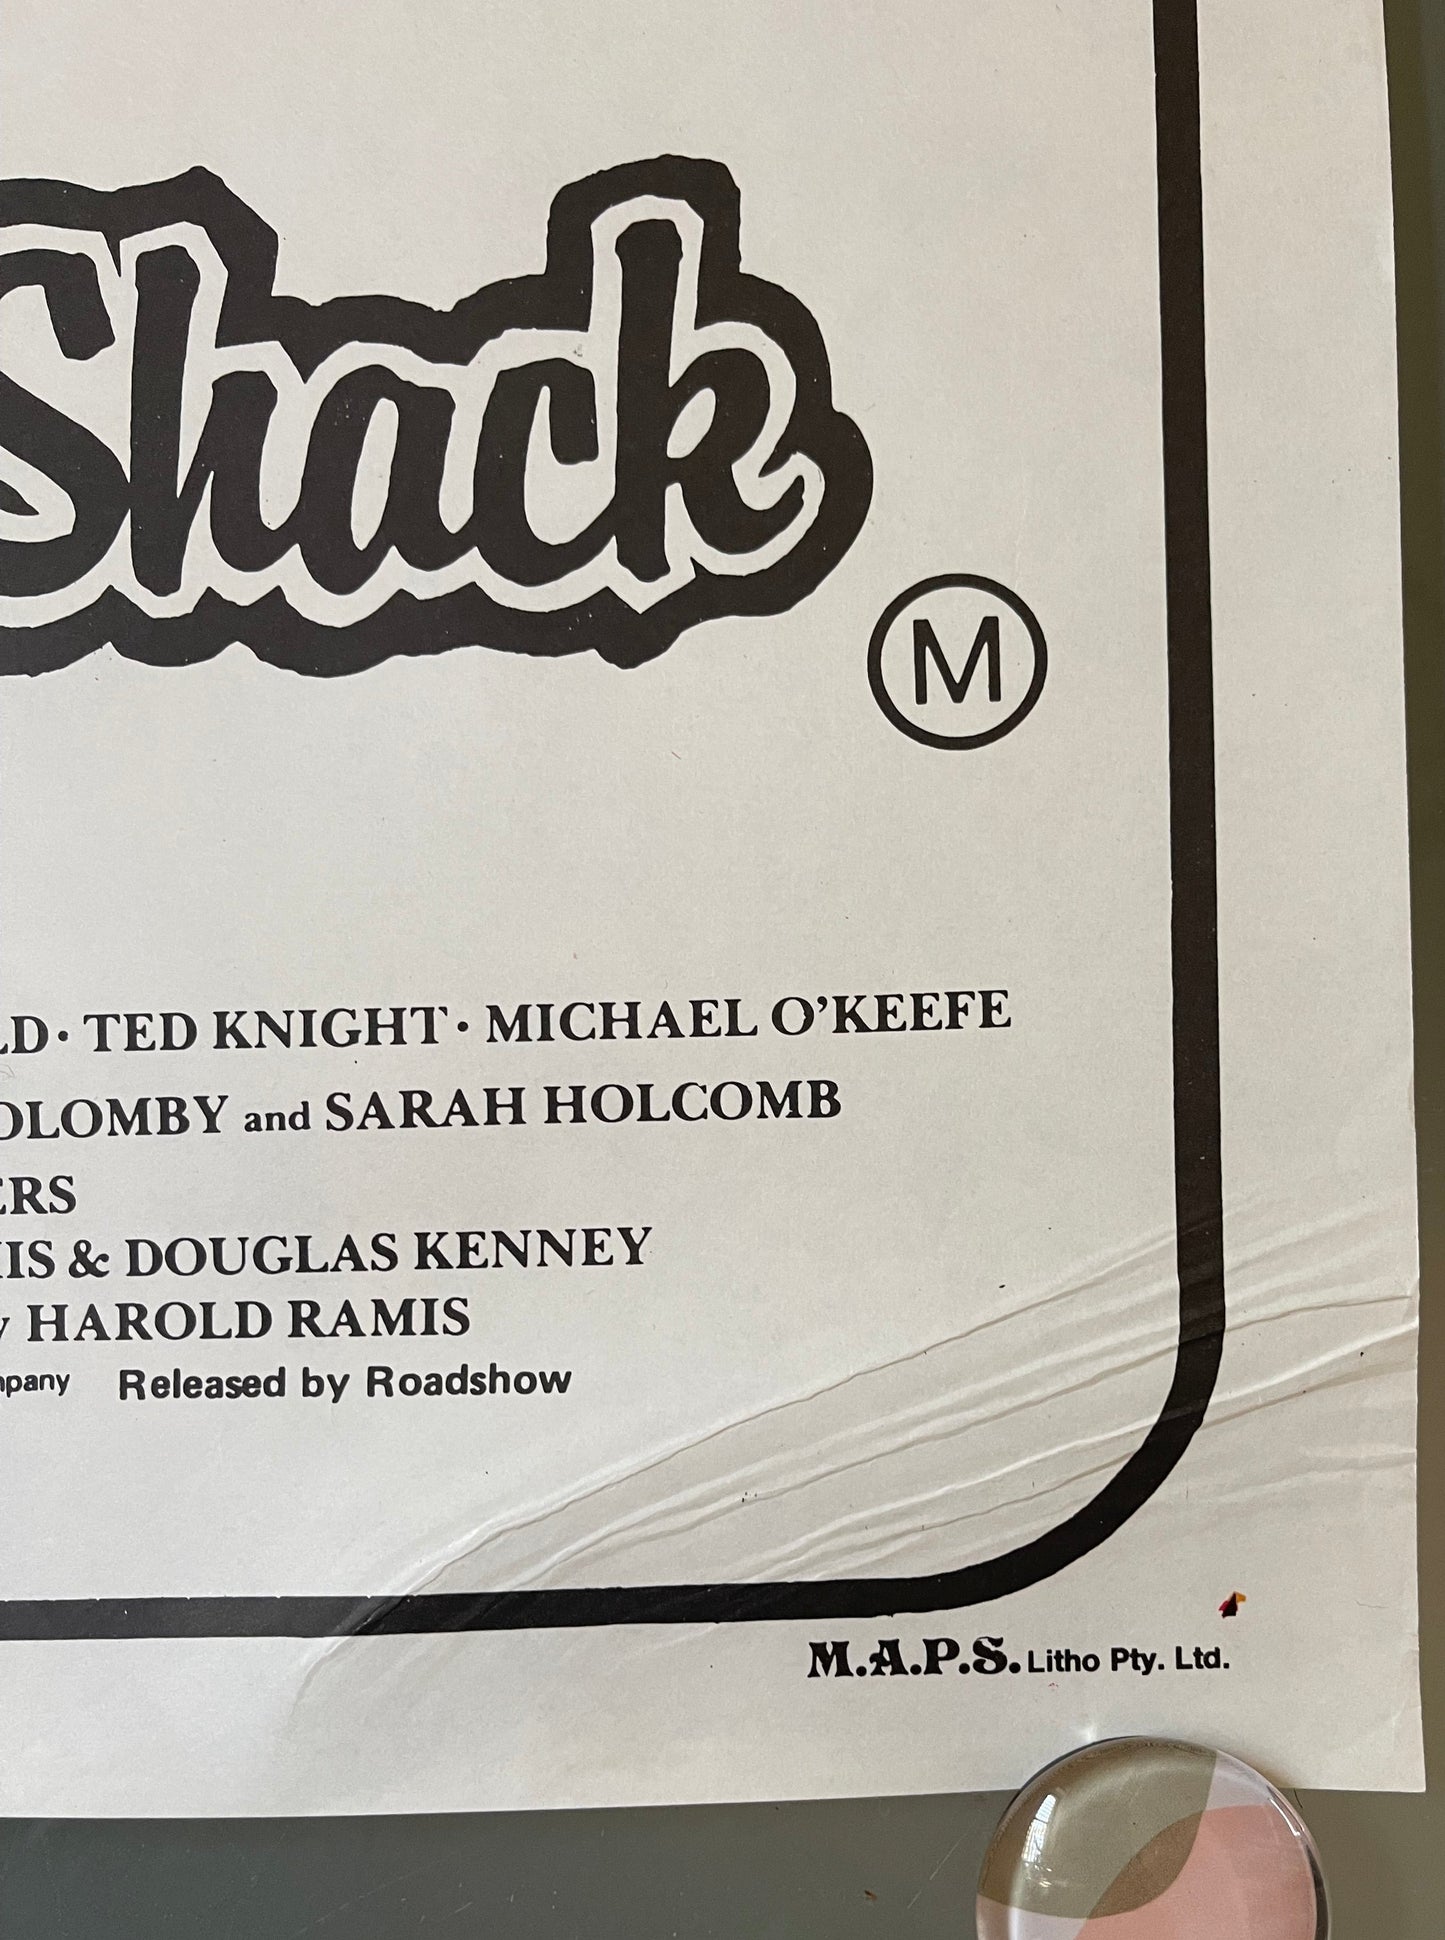 Shack
M
LD · TED KNIGHT · MICHAEL O'KEEFE
OLOMBY and SARAH HOLCOMB
ERS
IS & DOUGLAS KENNEY
y HAROLD RAMIS
mpany Released by Roadshow
M.A.P.S. Litho Pty. Ltd.